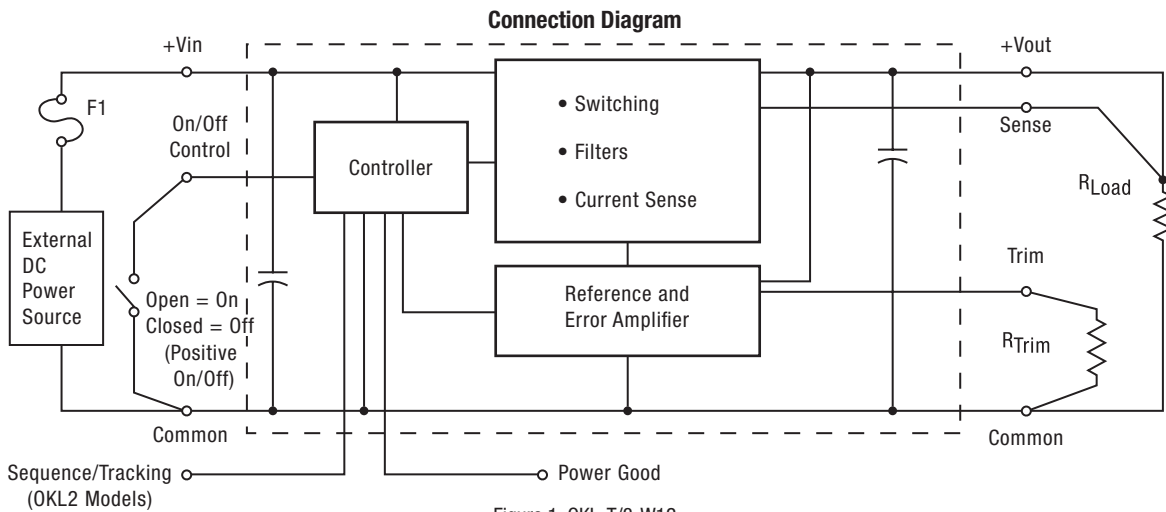 Connection Diagram
+Vin
+Vout
F1
On/Off
Control
• Switching
• Filters
• Current Sense
Controller
Sense
RLoad
External
DC
Power
Source
Open = On
Closed = Off
(Positive
On/Off)
Reference and
Error Amplifier
Trim
RTrim
Common
Common
Sequence/Tracking
(OKL2 Models)
Power Good